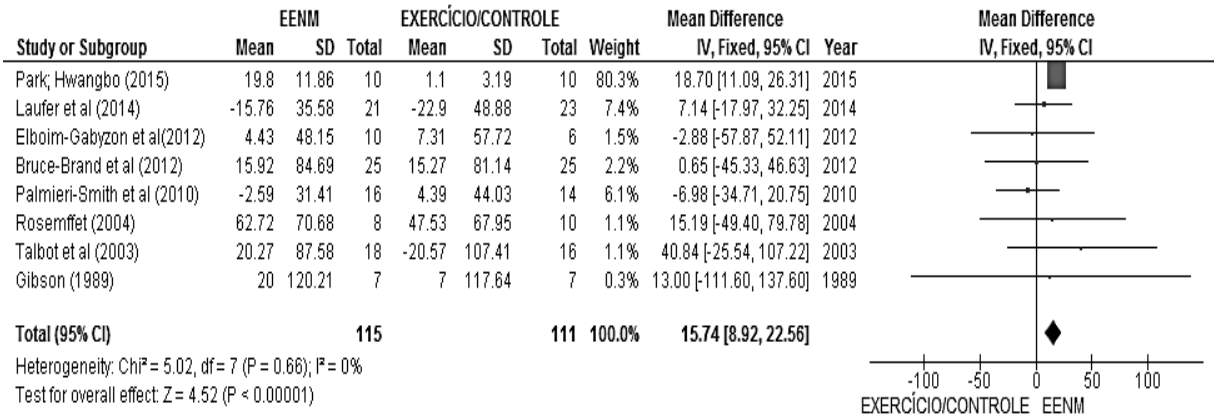 EENM EXERCÍCIO/CONTROLE Mean Difference Mean Difference
Study or Subgroup Mean SD Total Mean SD Total Weight IV, Fixed, 95% CI Year IV, Fixed, 95% CI
Park; Hwangbo (2015) 19.8 11.86 10 1.1 3.19 10 80.3% 18.70 [11.09, 26.31] 2015
Laufer et al (2014) -15.76 35.58 21 -22.9 48.88 23 7.4% 7.14 [-17.97, 32.25] 2014
Elboim-Gabyzon et al(2012) 4.43 48.15 10 7.31 57.72 6 1.5% -2.88 [-57.87, 52.11] 2012
Bruce-Brand et al (2012) 15.92 84.69 25 15.27 81.14 25 2.2% 0.65 [-45.33, 46.63] 2012
Palmieri-Smith et al (2010) -2.59 31.41 16 4.39 44.03 14 6.1% -6.98 [-34.71, 20.75] 2010
Rosemffet (2004) 62.72 70.68 8 47.53 67.95 10 1.1% 15.19 [-49.40, 79.78] 2004
Talbot et al (2003) 20.27 87.58 18 -20.57 107.41 16 1.1% 40.84 [-25.54, 107.22] 2003
Gibson (1989) 20 120.21 7 7 117.64 7 0.3% 13.00 [-111.60, 137.60] 1989
Total (95% CI) 115 111 100.0% 15.74 [8.92, 22.56]
Heterogeneity: Chi² = 5.02, df = 7 (P = 0.66); I² = 0%
Test for overall effect: Z = 4.52 (P < 0.00001)
-100 -50 0 50 100
EXERCÍCIO/CONTROLE EENM